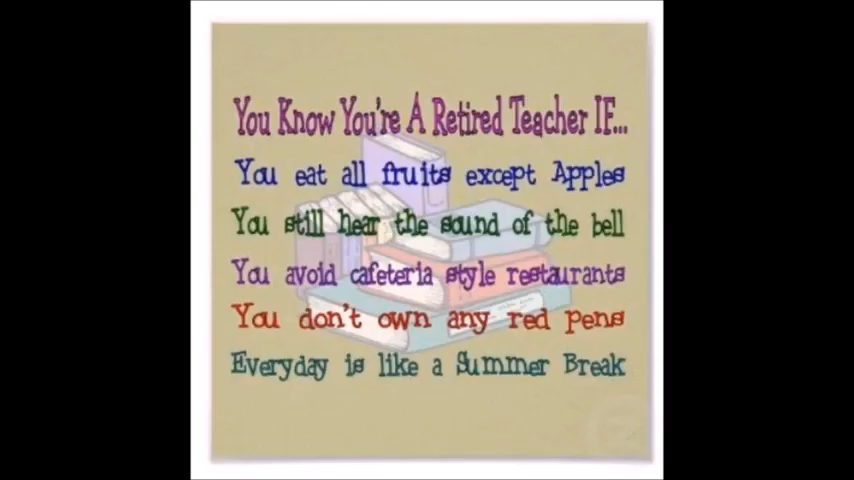 You Know You're A Retired Teacher IF...
You eat all fruits except Apples
You still hear the sound of the bell
You avoid cafeteria style restaurants
You don't own any red pens
Everyday is like a Summer Break